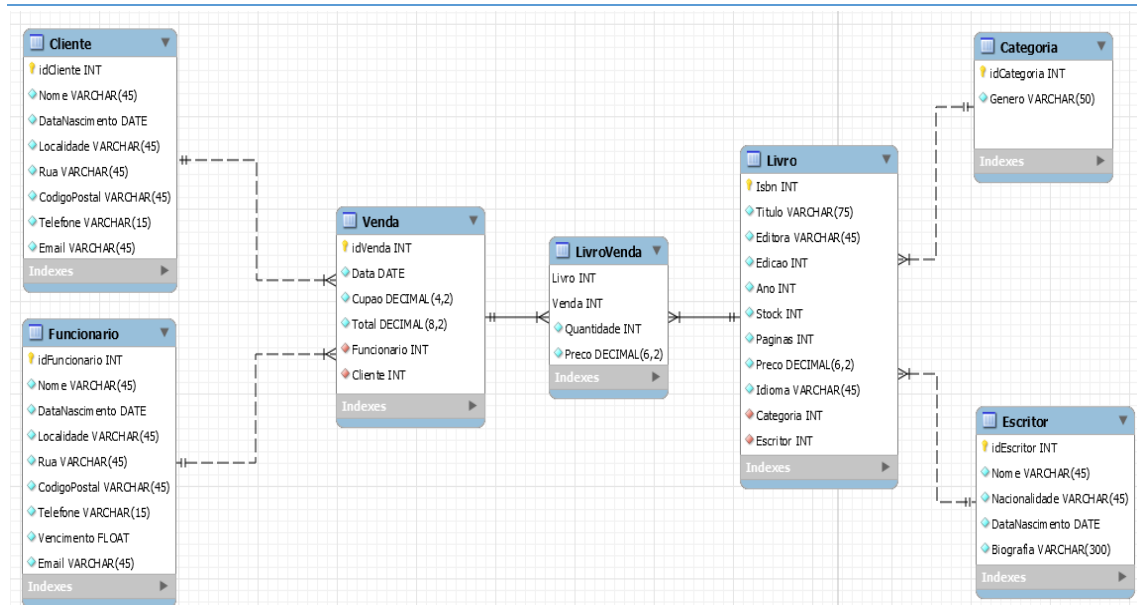 Cliente
idCliente INT
Nome VARCHAR(45)
DataNascimento DATE
Localidade VARCHAR(45)
Rua VARCHAR(45)
CodigoPostal VARCHAR(45)
Telefone VARCHAR(15)
Email VARCHAR(45)
Indexes
Funcionario
idFuncionario INT
Nome VARCHAR(45)
DataNascimento DATE
Localidade VARCHAR(45)
Rua VARCHAR(45)
CodigoPostal VARCHAR(45)
Telefone VARCHAR(15)
Vencimento FLOAT
Email VARCHAR(45)
Indexes
Venda
idVenda INT
Data DATE
Cupao DECIMAL(4,2)
Total DECIMAL(8,2)
Funcionario INT
Cliente INT
Indexes
LivroVenda
Livro INT
Venda INT
Quantidade INT
Preco DECIMAL(6,2)
Indexes
Livro
Isbn INT
Titulo VARCHAR(75)
Editora VARCHAR(45)
Edicao INT
Ano INT
Stock INT
Paginas INT
Preco DECIMAL(6,2)
Idioma VARCHAR(45)
Categoria INT
Escritor INT
Indexes
Categoria
idCategoria INT
Genero VARCHAR(50)
Indexes
Escritor
idEscritor INT
Nome VARCHAR(45)
Nacionalidade VARCHAR(45)
DataNascimento DATE
Biografia VARCHAR(300)
Indexes